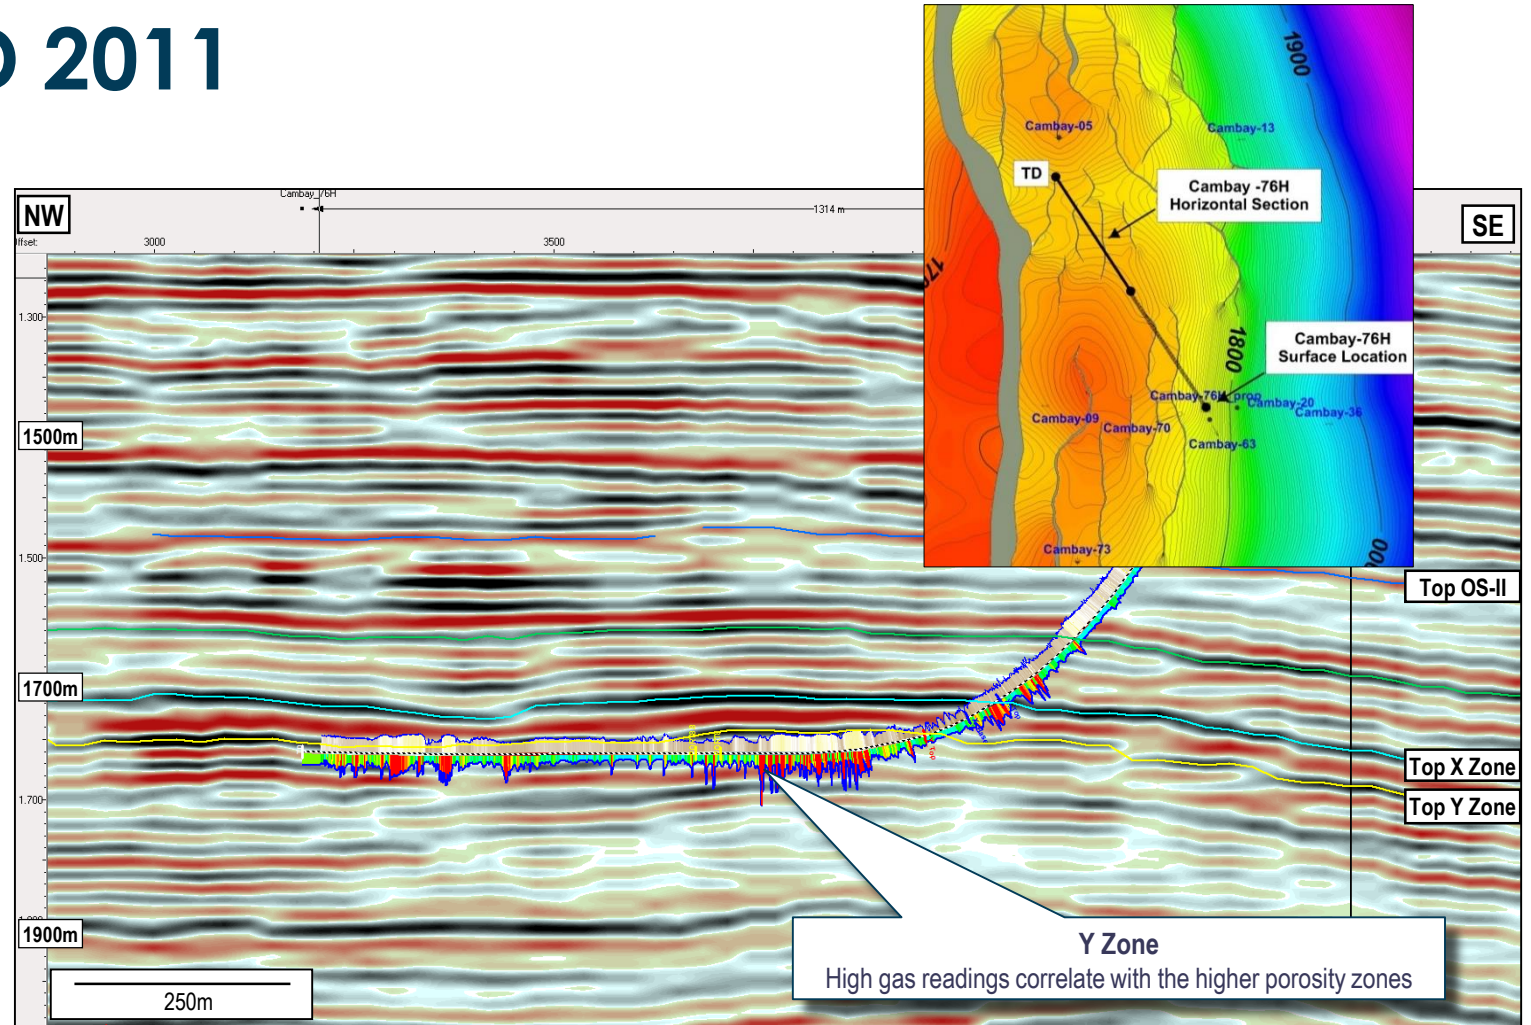 2011
NW
Cambay_76H
1314 m
SE
3000
3500
1.300
1500m
1.500
1700m
1.700
1900m
250m
Top OS-II
Top X Zone
Top Y Zone
Y Zone
High gas readings correlate with the higher porosity zones
1900
Cambay-05
Cambay-13
TD
Cambay -76H
Horizontal Section
1800
Cambay-76H
Surface Location
Cambay-76H_prop
Cambay-20
Cambay-36
Cambay-09
Cambay-70
Cambay-63
Cambay-73